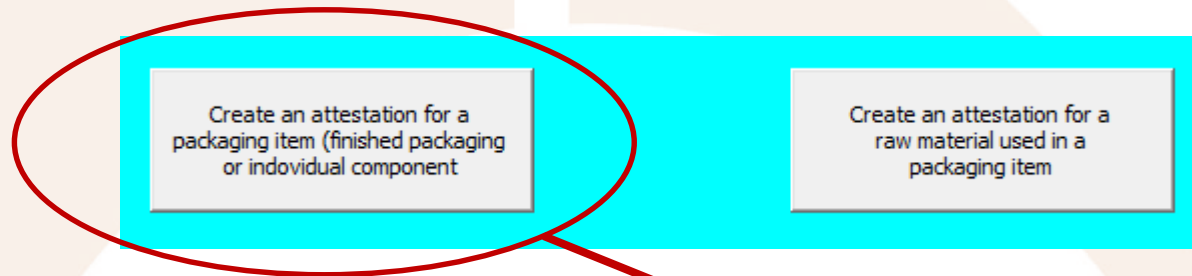 Create an attestation for a
packaging item (finished packaging
or indovidual component
Create an attestation for a
raw material used in a
packaging item